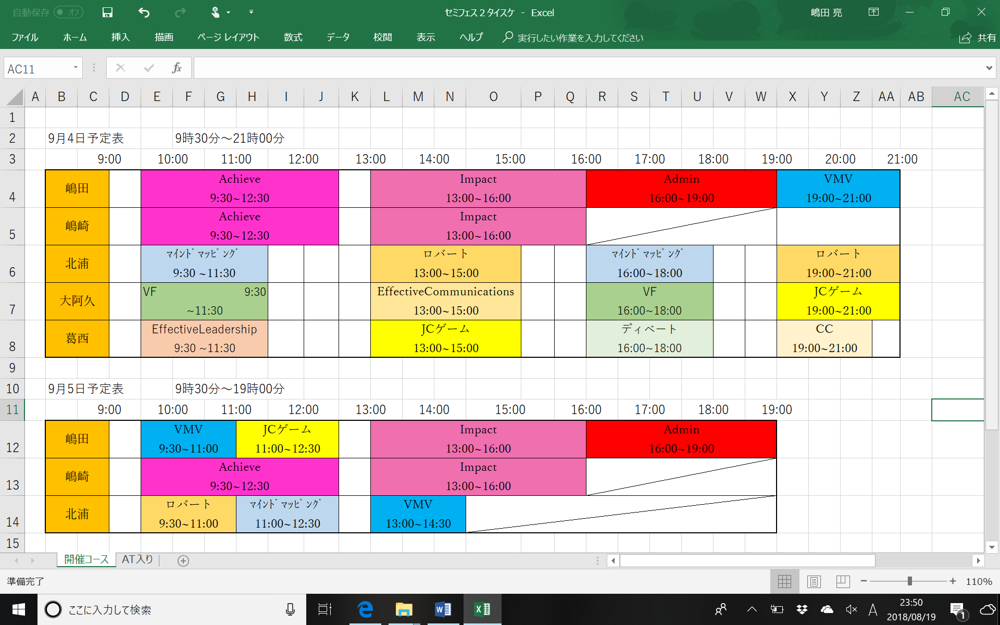 自動保存 オフ セミフェス２タイスケ - Excel 嶋田 亮
ファイル ホーム 挿入 描画 ページ レイアウト 数式 データ 校閲 表示 ヘルプ 実行したい作業を入力してください 共有
AC11 fx
A B C D E F G H I J K L M N O P Q R S T U V W X Y Z AA AB AC
1
2 9月4日予定表 9時30分～21時00分
3 9:00 10:00 11:00 12:00 13:00 14:00 15:00 16:00 17:00 18:00 19:00 20:00 21:00
嶋田 Achieve Impact Admin VMV
4 9:30~12:30 13:00~16:00 16:00~19:00 19:00~21:00
嶋崎 Achieve Impact
5 9:30~12:30 13:00~16:00
北浦 ﾏｲﾝﾄﾞﾏｯﾋﾟﾝｸﾞ ロバート ﾏｲﾝﾄﾞﾏｯﾋﾟﾝｸﾞ ロバート
6 9:30 ~11:30 13:00~15:00 16:00~18:00 19:00~21:00
大阿久 VF 9:30 EffectiveCommunications VF JCゲーム
7 ~11:30 13:00~15:00 16:00~18:00 19:00~21:00
葛西 EffectiveLeadership JCゲーム ディベート CC
8 9:30 ~11:30 13:00~15:00 16:00~18:00 19:00~21:00
9
10 9月5日予定表 9時30分～19時00分
11 9:00 10:00 11:00 12:00 13:00 14:00 15:00 16:00 17:00 18:00 19:00
嶋田 VMV JCゲーム Impact Admin
12 9:30~11:00 11:00~12:30 13:00~16:00 16:00~19:00
嶋崎 Achieve Impact
13 9:30~12:30 13:00~16:00
北浦 ロバート ﾏｲﾝﾄﾞﾏｯﾋﾟﾝｸﾞ VMV
14 9:30~11:00 11:00~12:30 13:00~14:30
15
開催コース AT入り
準備完了 110%
ここに入力して検索 A 23:50
2018/08/19 1